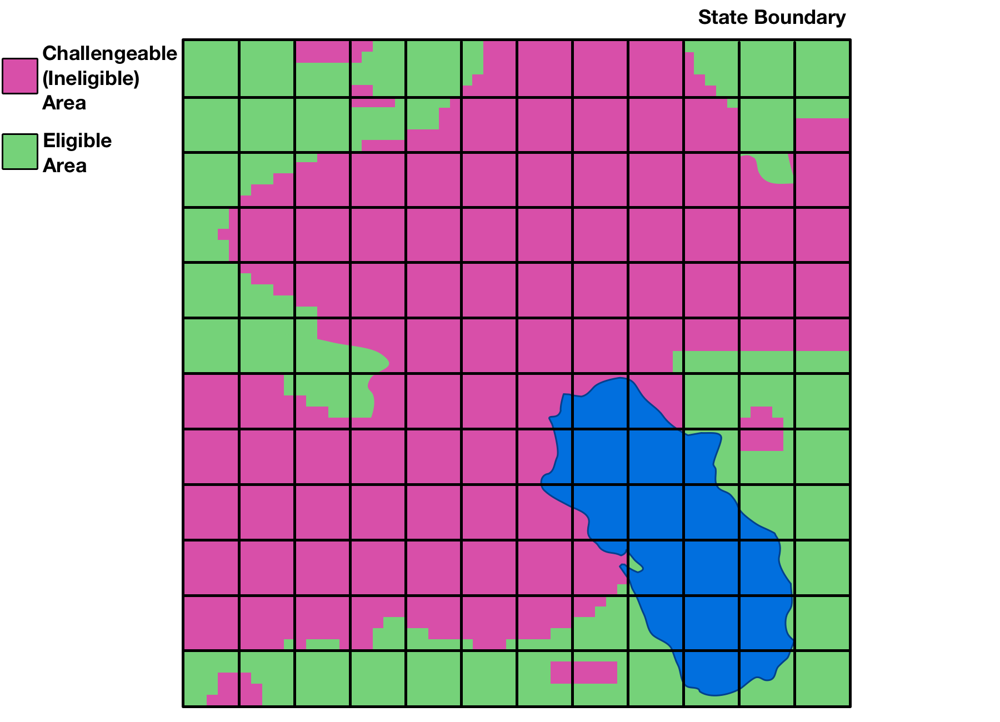 State Boundary
Challengeable
(Ineligible)
Area
Eligible
Area